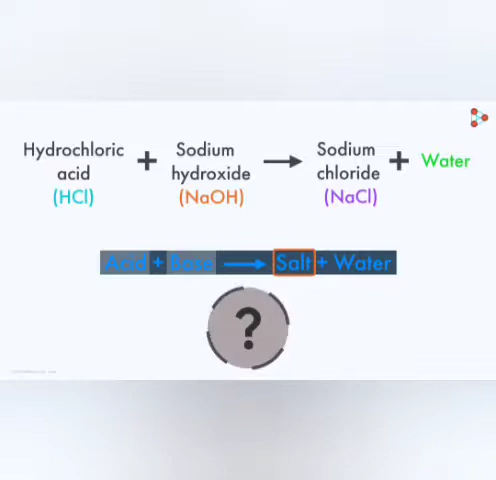 Hydrochloric acid (HCl) + Sodium hydroxide (NaOH) → Sodium chloride (NaCl) + Water
Acid + Base → Salt + Water
?